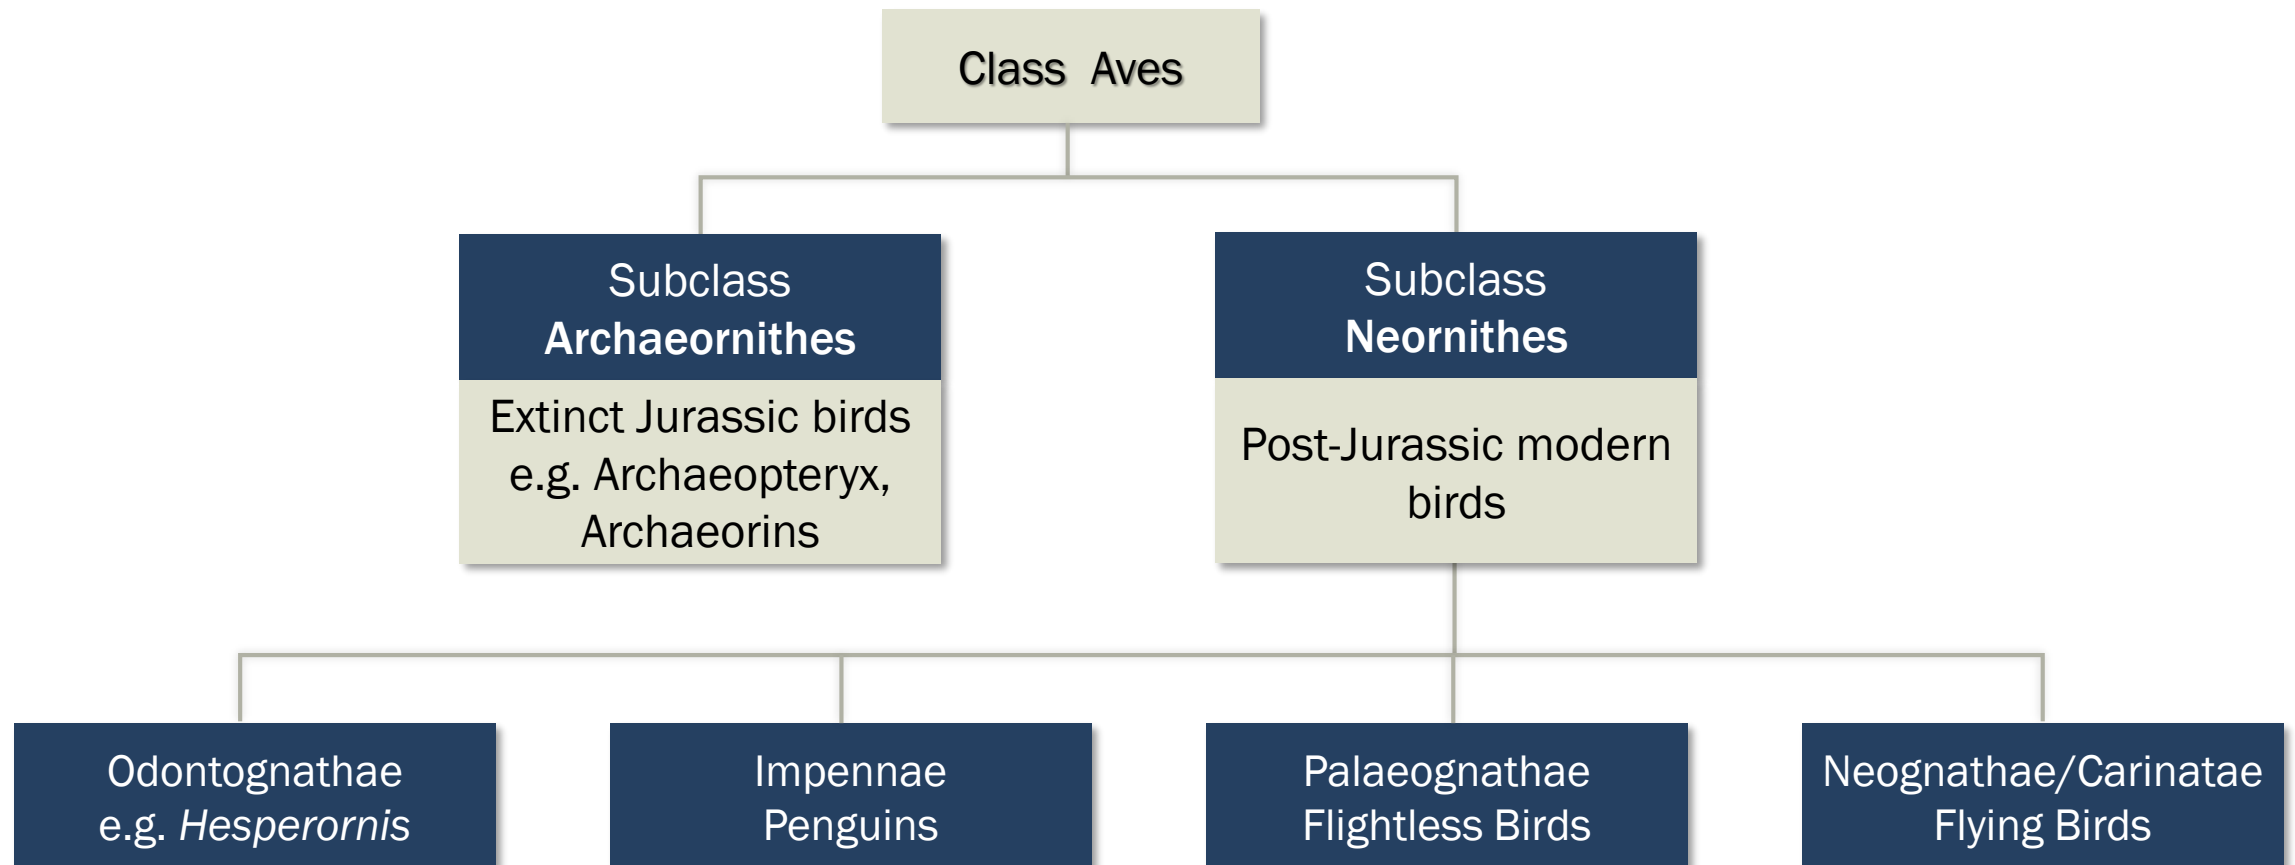 Class Aves
Subclass
Archaeornithes
Extinct Jurassic birds
e.g. Archaeopteryx,
Archaeorins
Subclass
Neornithes
Post-Jurassic modern
birds
Odontognathae
e.g. Hesperornis
Impennae
Penguins
Palaeognathae
Flightless Birds
Neognathae/Carinatae
Flying Birds